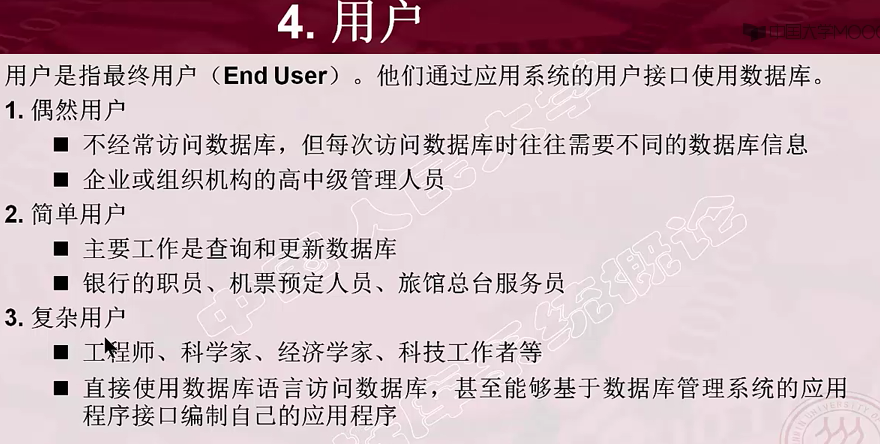 4. 用户
中国大学MOOC
用户是指最终用户（End User）。他们通过应用系统的用户接口使用数据库。
1. 偶然用户
■ 不经常访问数据库，但每次访问数据库时往往需要不同的数据库信息
■ 企业或组织机构的高中级管理人员
2. 简单用户
■ 主要工作是查询和更新数据库
■ 银行的职员、机票预定人员、旅馆总台服务员
3. 复杂用户
■ 工程师、科学家、经济学家、科技工作者等
■ 直接使用数据库语言访问数据库，甚至能够基于数据库管理系统的应用
程序接口编制自己的应用程序
中国人民大学